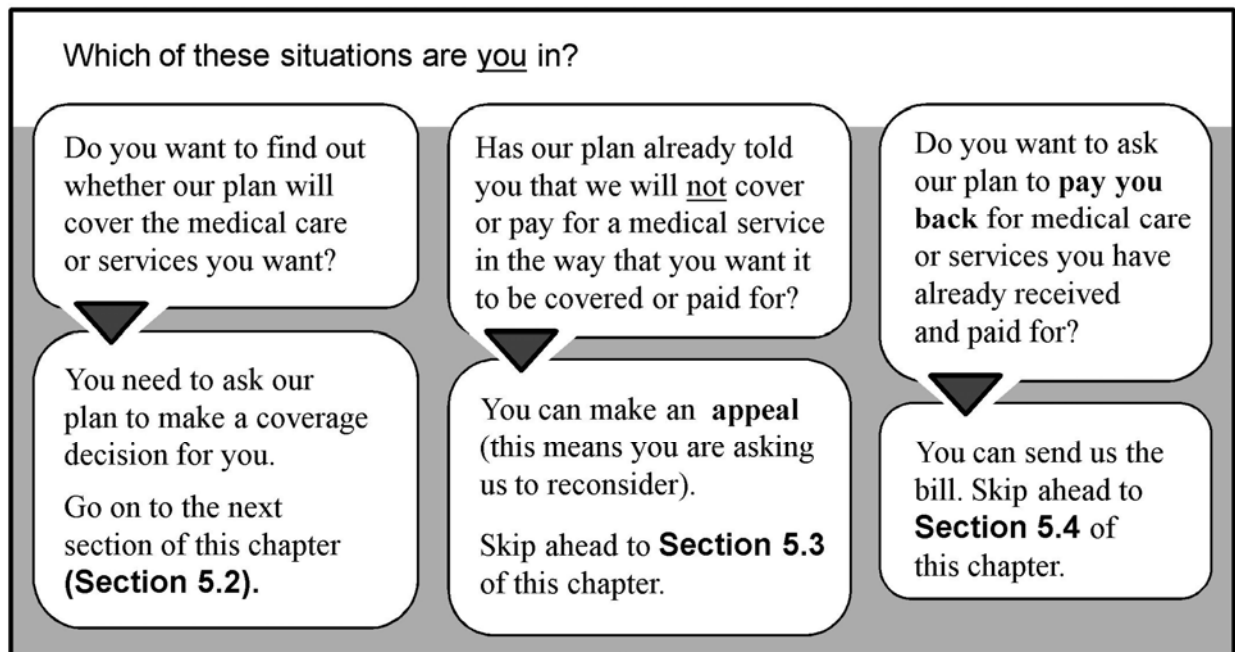 Which of these situations are you in?
Do you want to find out
whether our plan will
cover the medical care
or services you want?
You need to ask our
plan to make a coverage
decision for you.
Go on to the next
section of this chapter
(Section 5.2).
Has our plan already told
you that we will not cover
or pay for a medical service
in the way that you want it
to be covered or paid for?
You can make an appeal
(this means you are asking
us to reconsider).
Skip ahead to Section 5.3
of this chapter.
Do you want to ask
our plan to pay you
back for medical care
or services you have
already received
and paid for?
You can send us the
bill. Skip ahead to
Section 5.4 of
this chapter.